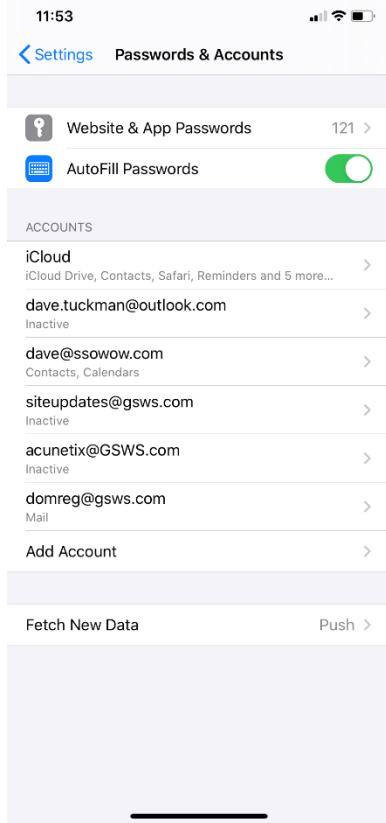 11:53
Settings Passwords & Accounts
Website & App Passwords 121
AutoFill Passwords
ACCOUNTS
iCloud
iCloud Drive, Contacts, Safari, Reminders and 5 more...
dave.tuckman@outlook.com
Inactive
dave@ssowow.com
Contacts, Calendars
siteupdates@gsws.com
Inactive
acunetix@GSWS.com
Inactive
domreg@gsws.com
Mail
Add Account
Fetch New Data Push